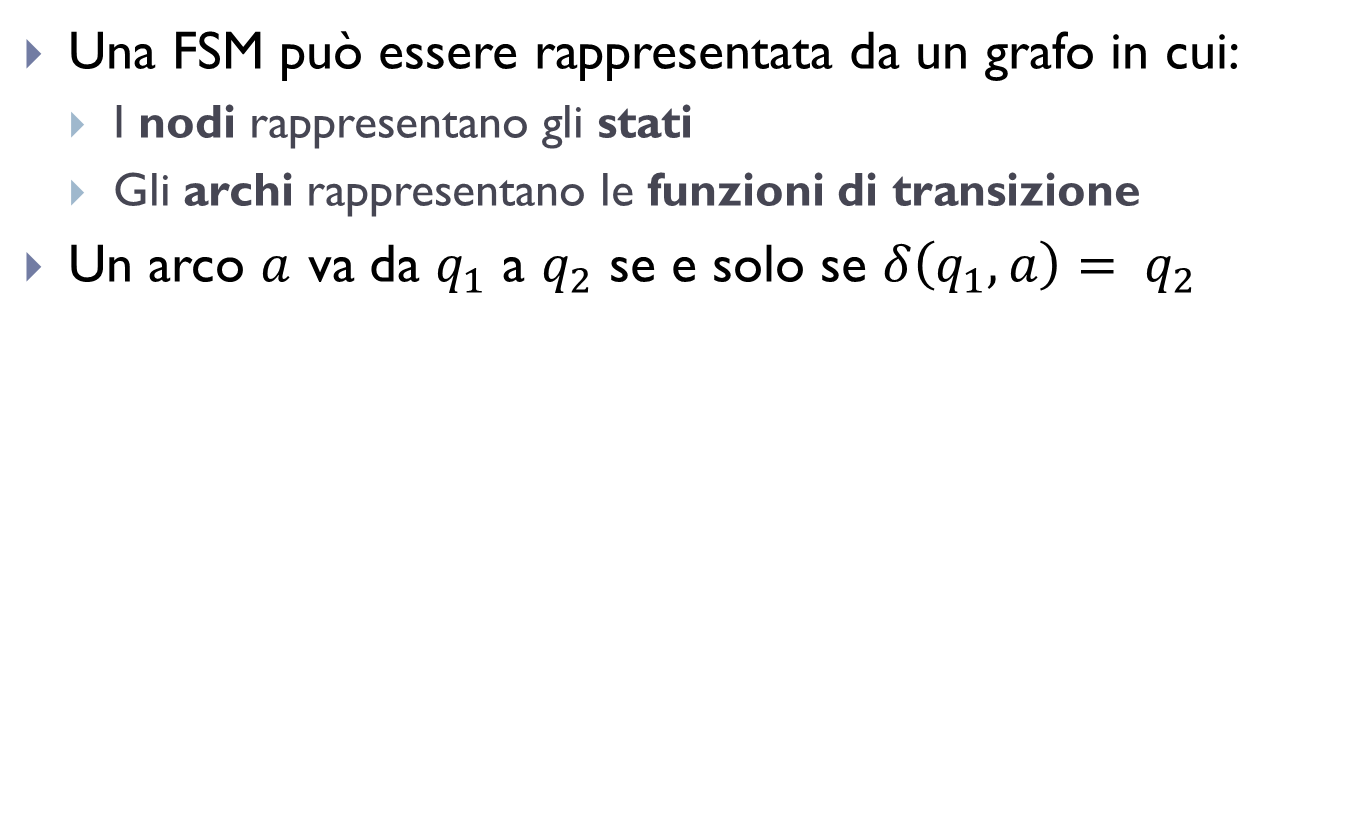 Una FSM può essere rappresentata da un grafo in cui:
I nodi rappresentano gli stati
Gli archi rappresentano le funzioni di transizione
Un arco 𝑎 va da 𝑞₁ a 𝑞₂ se e solo se 𝛿(𝑞₁, 𝑎) = 𝑞₂